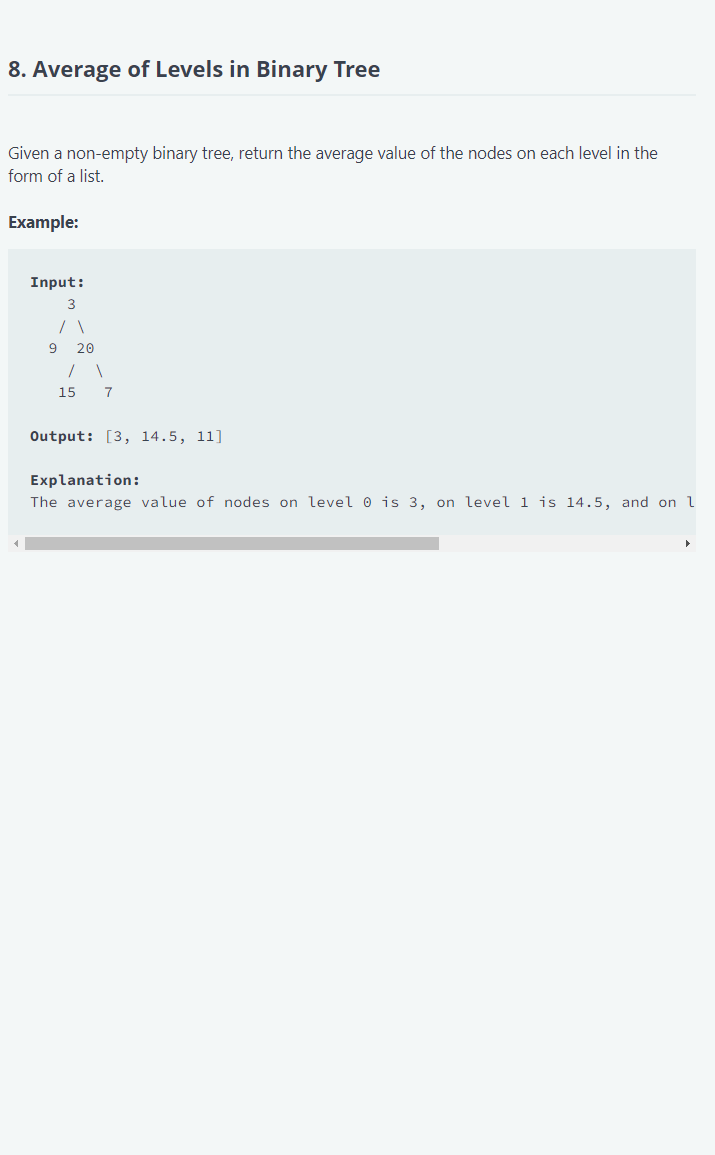 8. Average of Levels in Binary Tree
Given a non-empty binary tree, return the average value of the nodes on each level in the
form of a list.
Example:
Input:
    3
   / \
  9  20
    /  \
   15   7
Output: [3, 14.5, 11]
Explanation:
The average value of nodes on level 0 is 3, on level 1 is 14.5, and on l